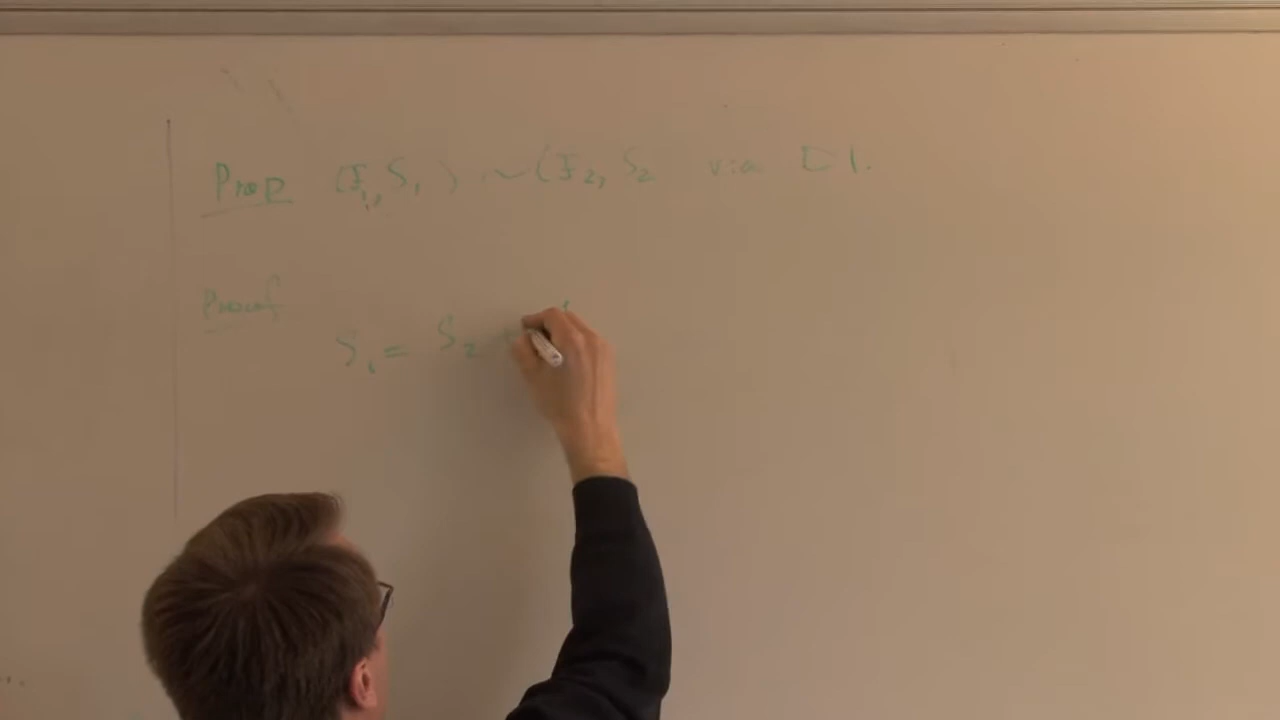 Prop (F₁, S₁) ~ (F₂, S₂ via [ ].
Proof
S₁ = S₂